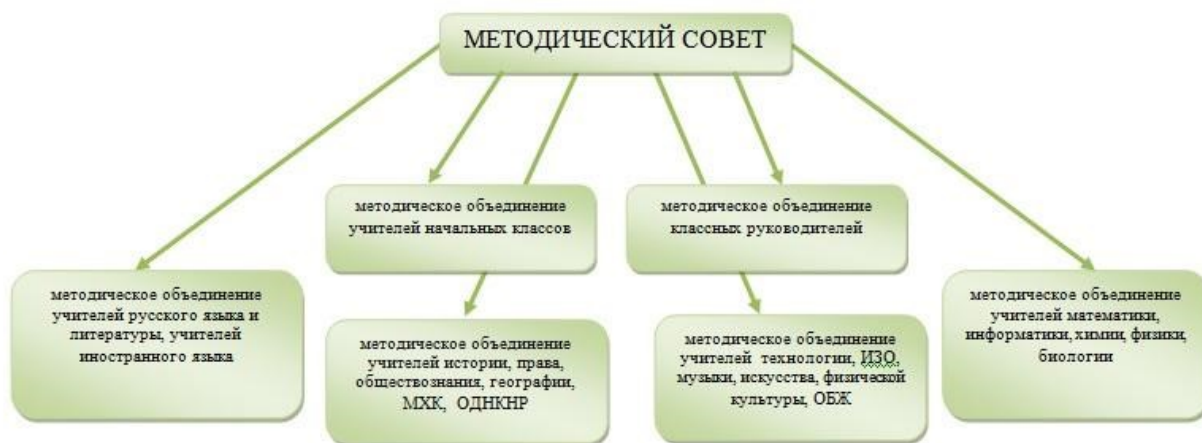 МЕТОДИЧЕСКИЙ СОВЕТ
методическое объединение
учителей начальных классов
методическое объединение
классных руководителей
методическое объединение
учителей русского языка и
литературы, учителей
иностранного языка
методическое объединение
учителей истории, права,
обществознания, географии,
МХК, ОДНКНР
методическое объединение
учителей технологии, ИЗО,
музыки, искусства, физической
культуры, ОБЖ
методическое объединение
учителей математики,
информатики, химии, физики,
биологии